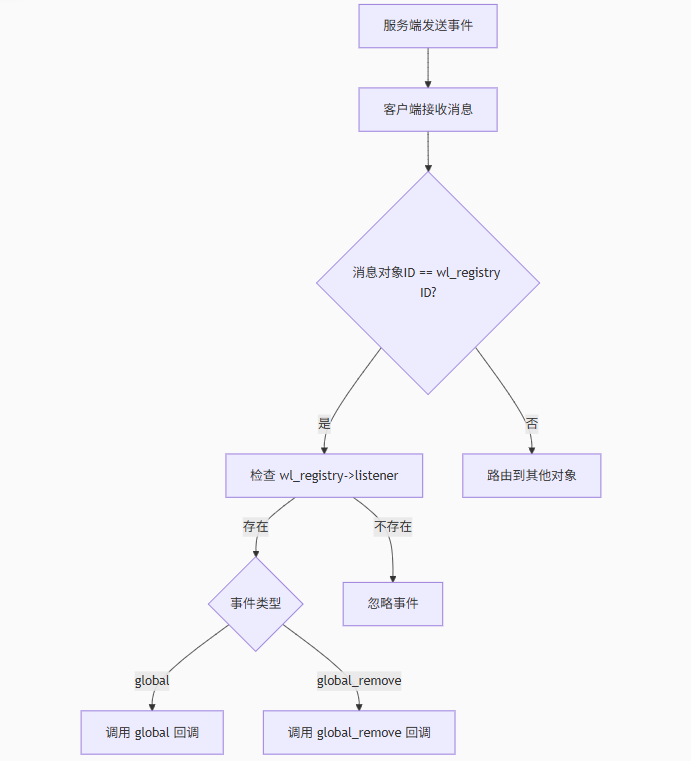 服务端发送事件
客户端接收消息
消息对象ID == wl_registry
ID?
是
否
检查 wl_registry->listener
路由到其他对象
存在
不存在
事件类型
忽略事件
global
global_remove
调用 global 回调
调用 global_remove 回调